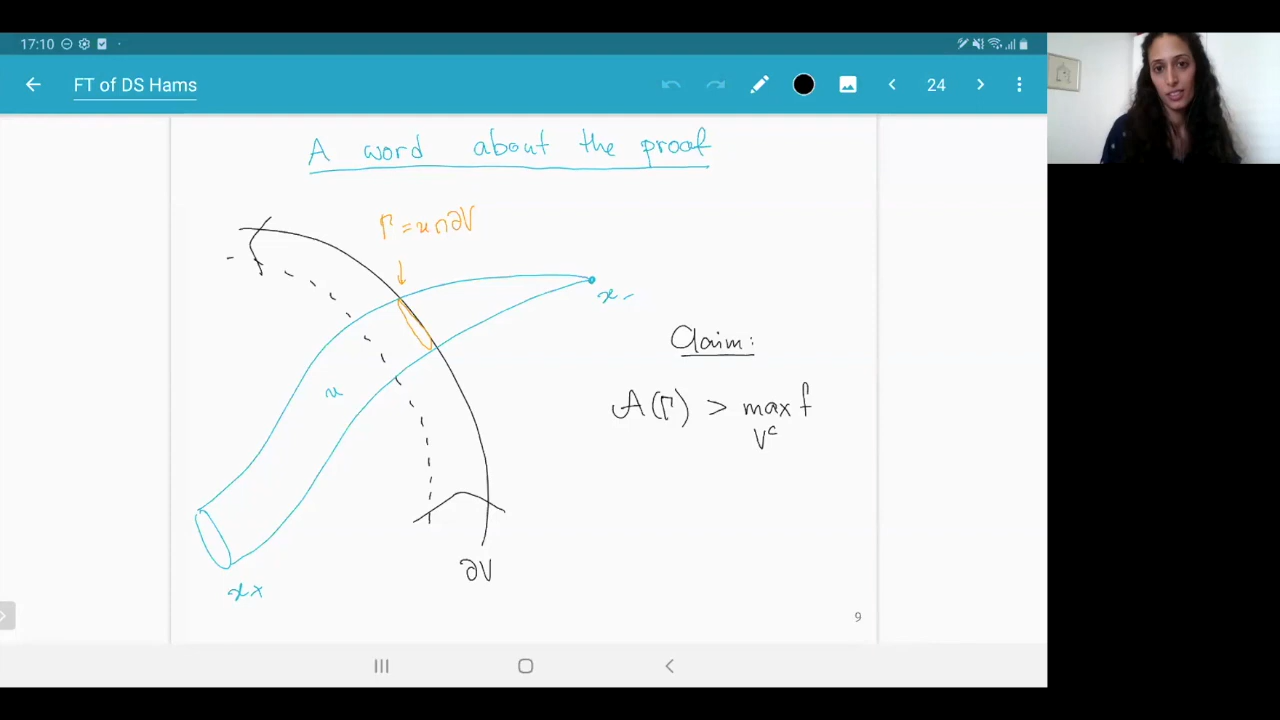 17:10
FT of DS Hams
24
A word about the proof
Γ = u ∩ ∂V
x₋
u
Claim:
A(Γ) > max f
V^c
∂V
x₊
9